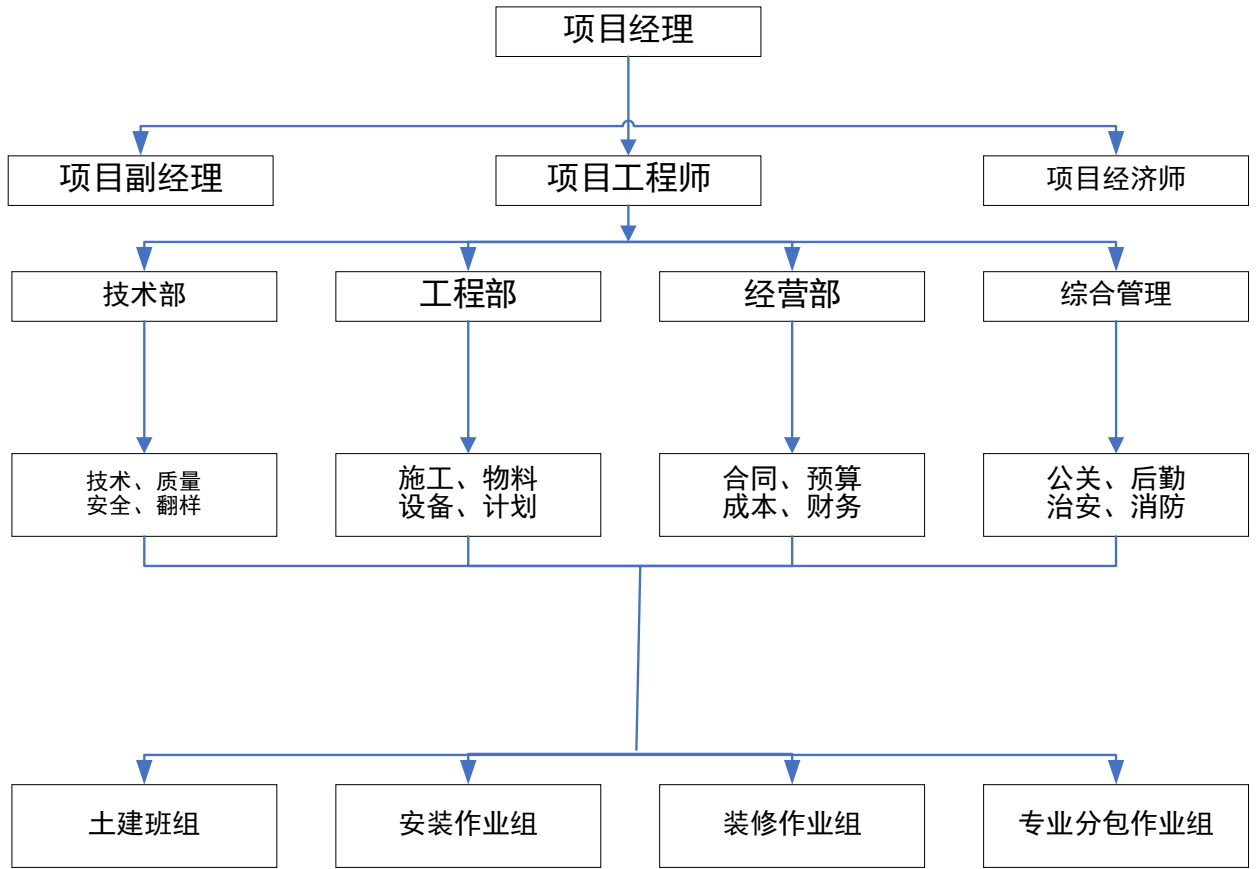 项目经理
项目副经理
项目工程师
项目经济师
技术部
工程部
经营部
综合管理
技术、质量
安全、翻样
施工、物料
设备、计划
合同、预算
成本、财务
公关、后勤
治安、消防
土建班组
安装作业组
装修作业组
专业分包作业组